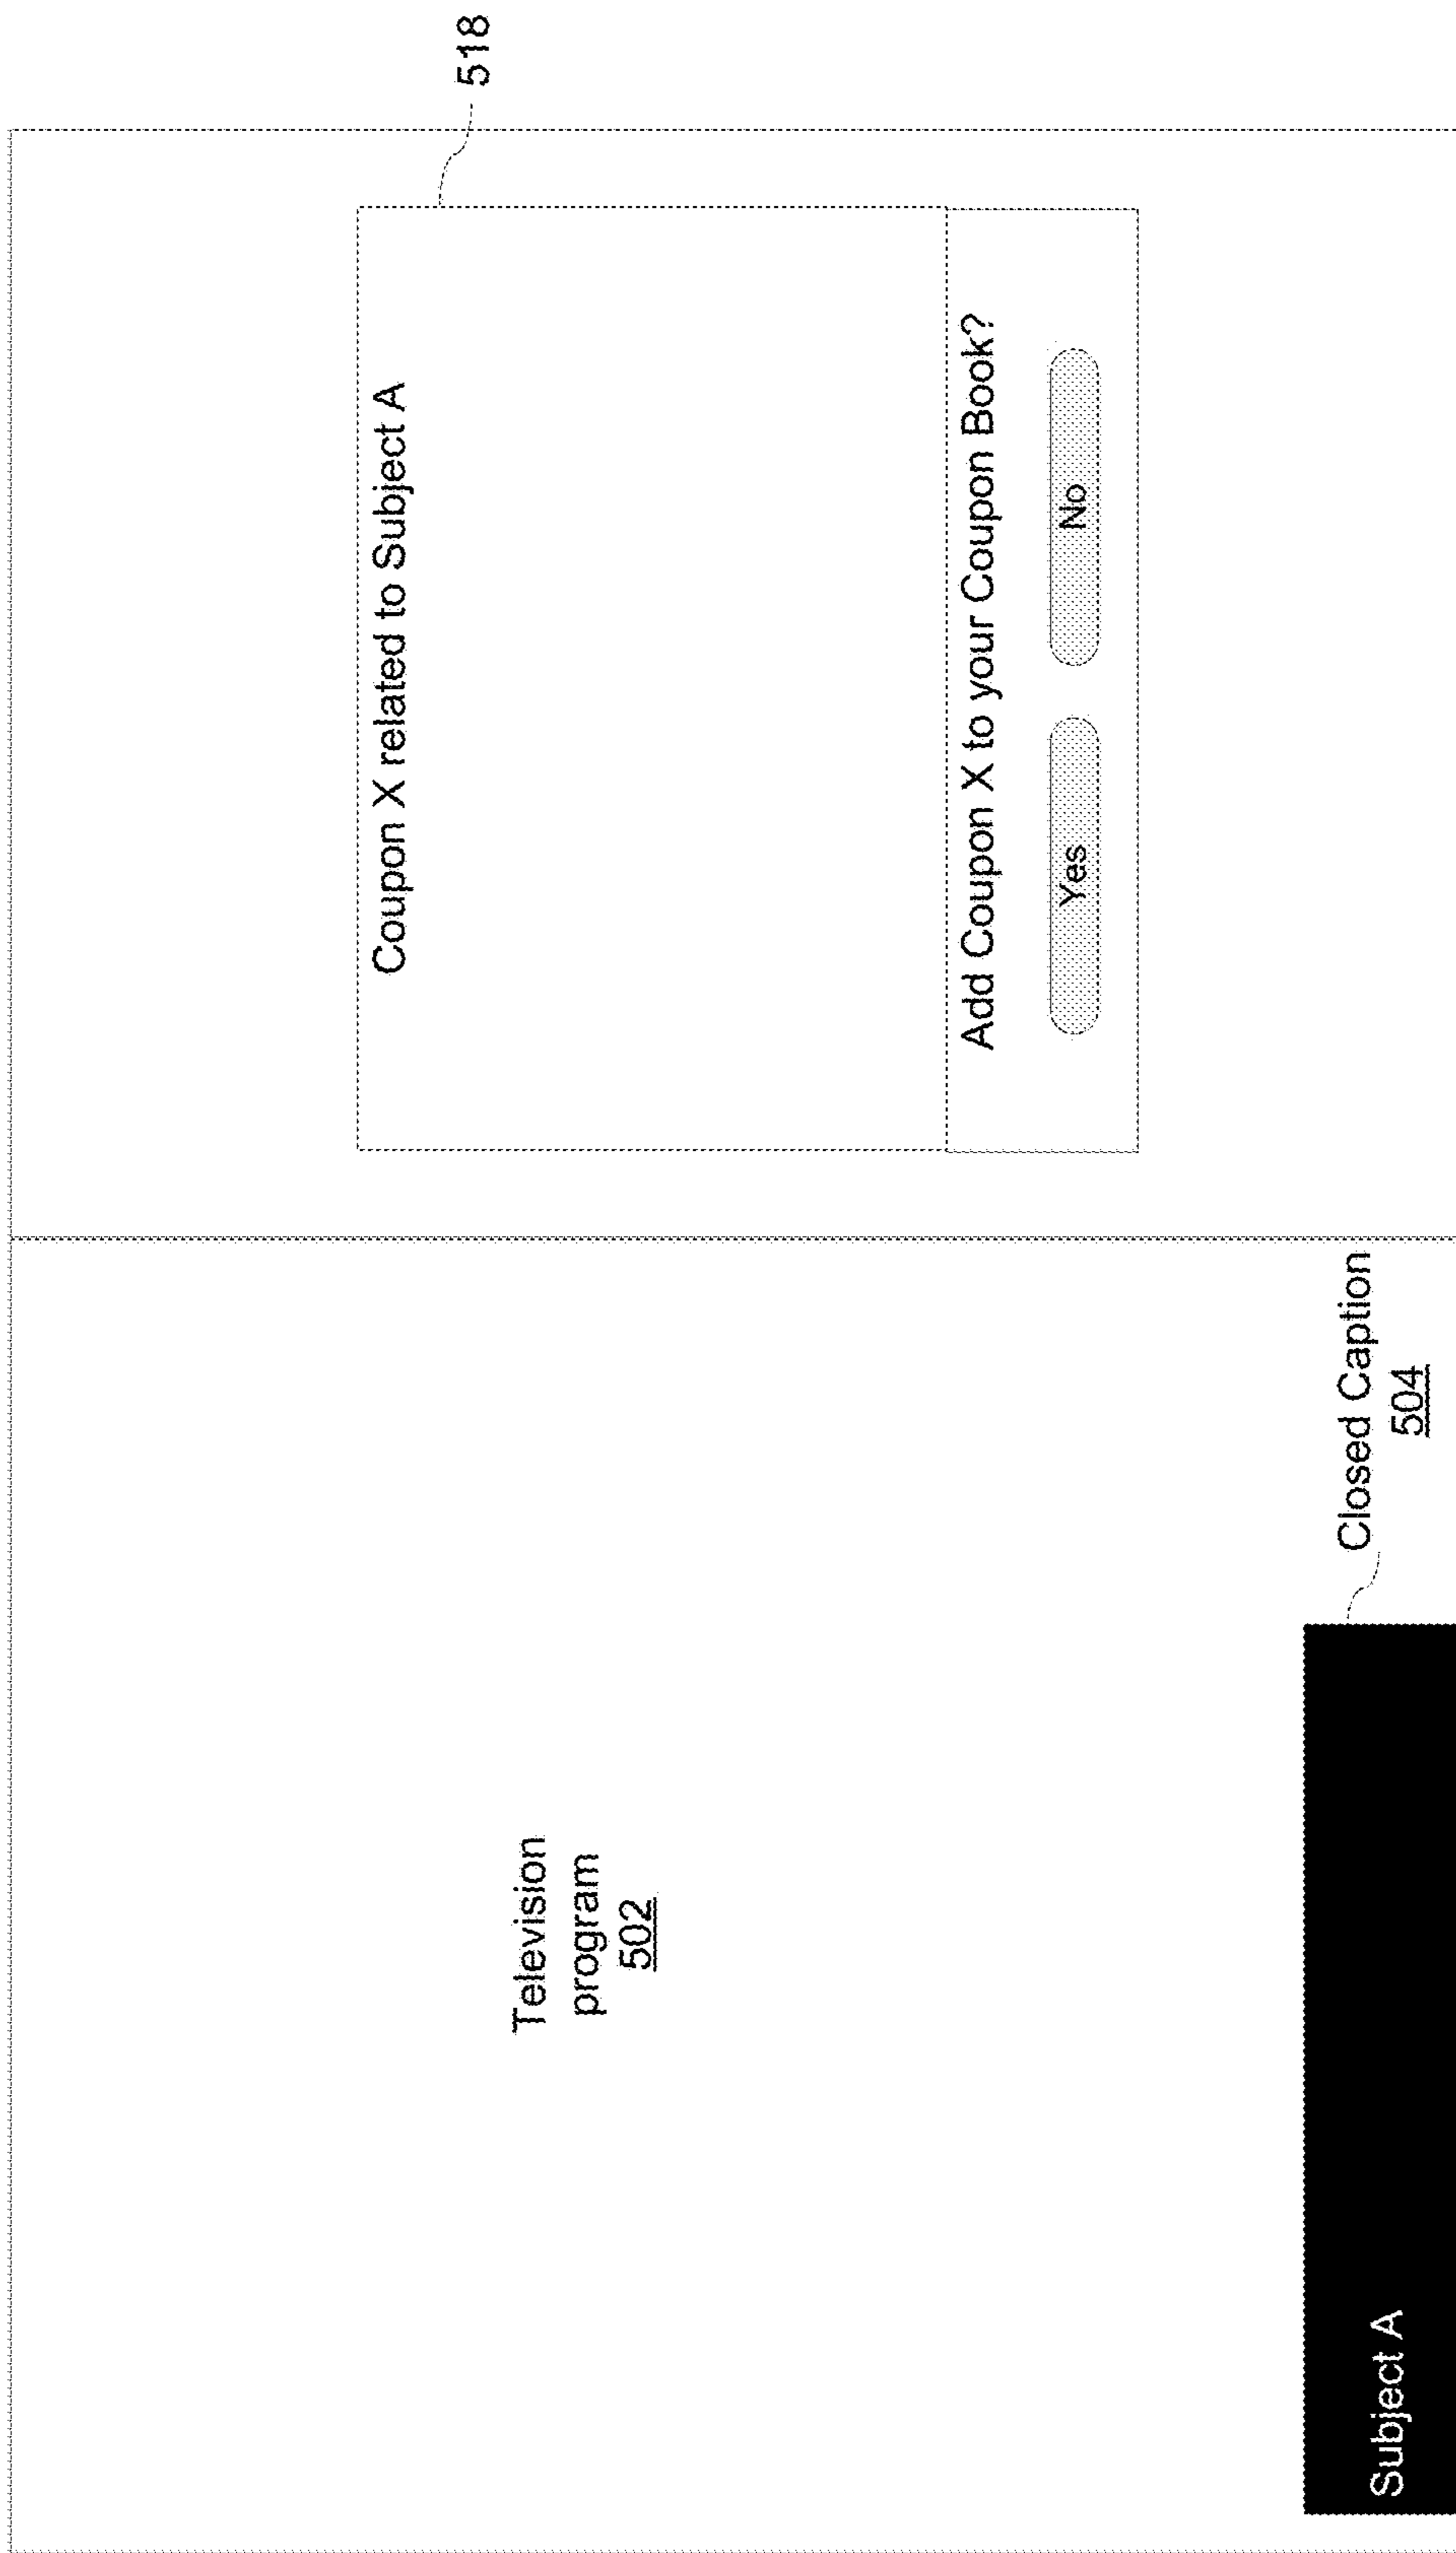 Television
program
502
Closed Caption
504
Subject A
518
Coupon X related to Subject A
Add Coupon X to your Coupon Book?
Yes
No